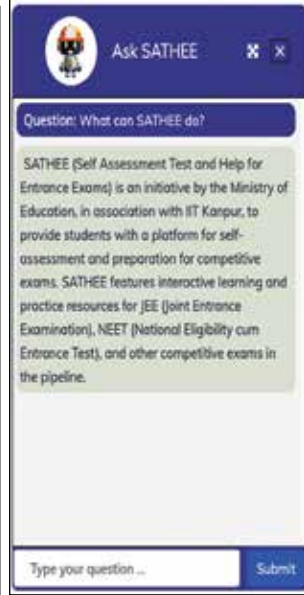 Ask SATHEE
Question: What can SATHEE do?
SATHEE (Self Assessment Test and Help for
Entrance Exams) is an initiative by the Ministry of
Education, in association with IIT Kanpur, to
provide students with a platform for self-
assessment and preparation for competitive
exams. SATHEE features interactive learning and
practice resources for JEE (Joint Entrance
Examination), NEET (National Eligibility cum
Entrance Test), and other competitive exams in
the pipeline.
Type your question ...
Submit